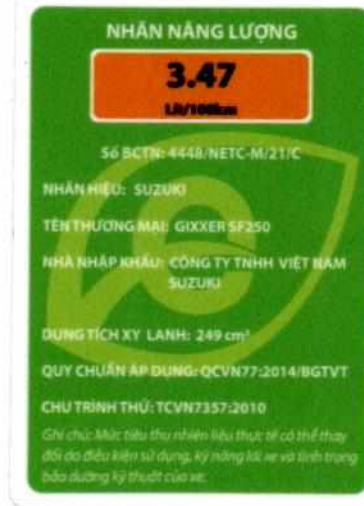 NHÃN NĂNG LƯỢNG
3.47
Lít/100km
Số BCTN: 4448/NETC-M/21/C
NHÃN HIỆU: SUZUKI
TÊN THƯƠNG MẠI: GIXXER SF250
NHÀ NHẬP KHẨU: CÔNG TY TNHH VIỆT NAM
SUZUKI
DUNG TÍCH XY LANH: 249 cm³
QUY CHUẨN ÁP DỤNG: QCVN77:2014/BGTVT
CHU TRÌNH THỬ: TCVN7357:2010
Ghi chú: Mức tiêu thụ nhiên liệu thực tế có thể thay
đổi do điều kiện sử dụng, kỹ năng lái xe và tình trạng
bảo dưỡng kỹ thuật của xe.